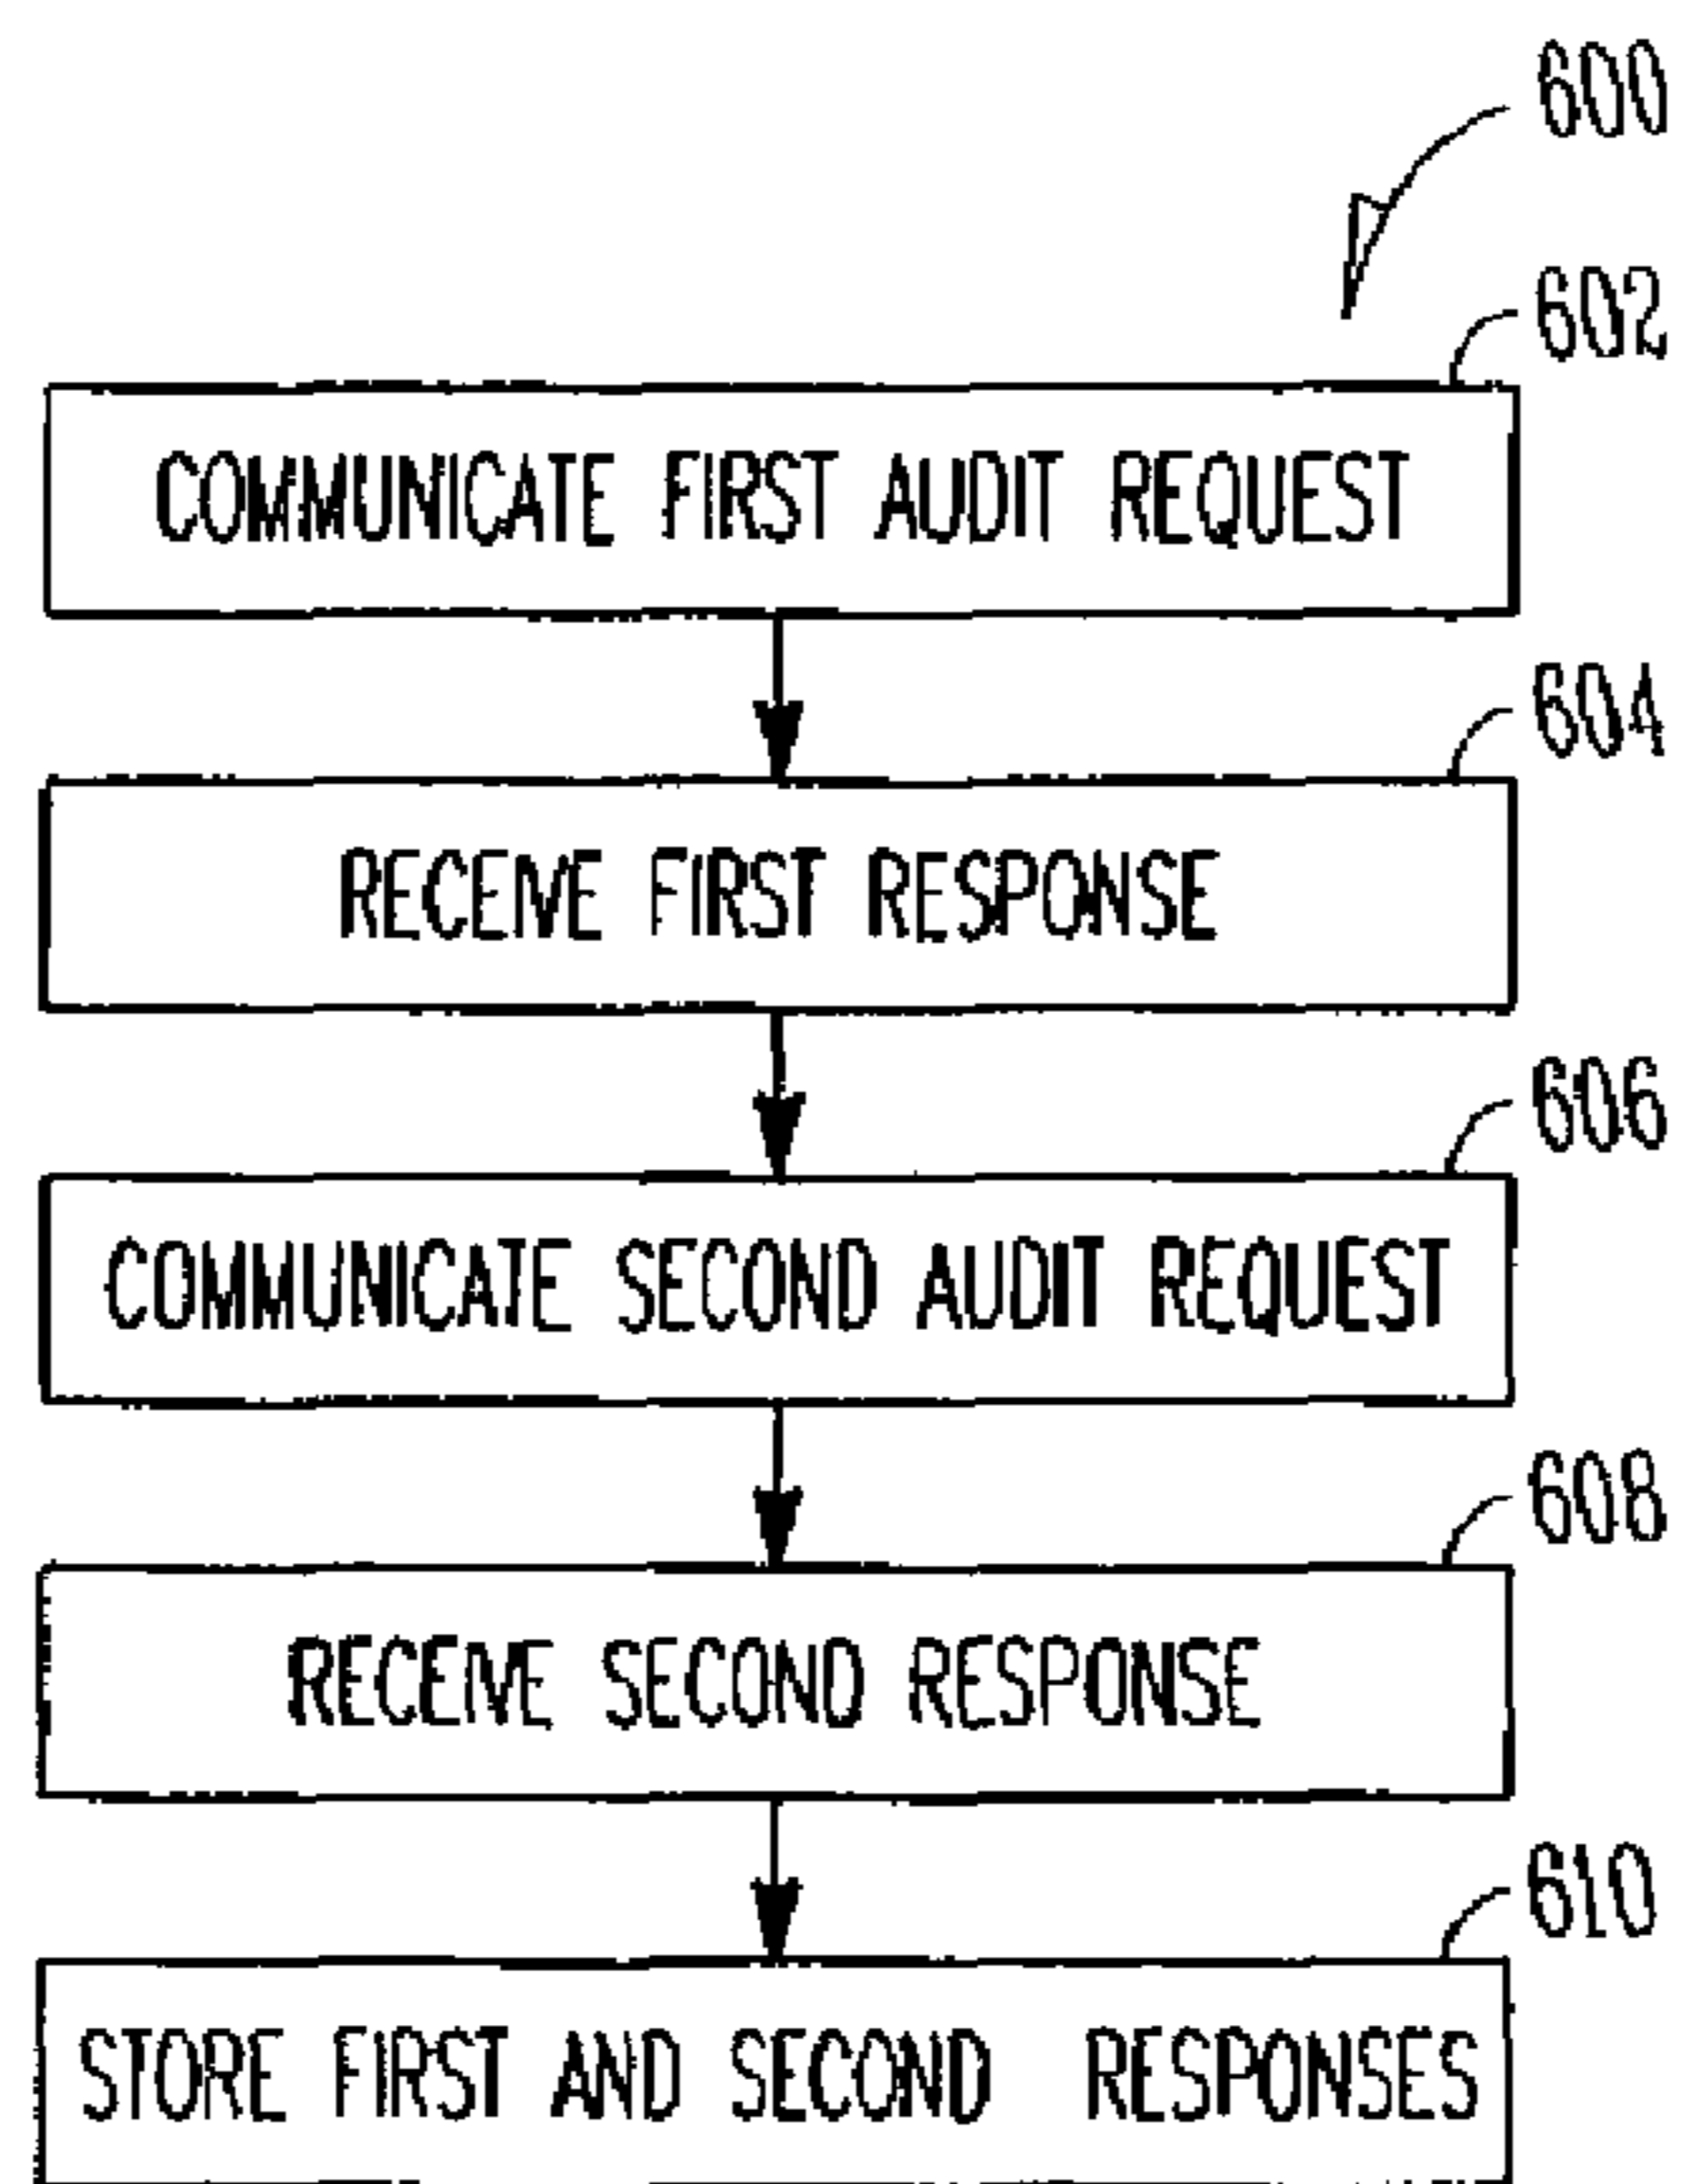 600
602
COMMUNICATE FIRST AUDIT REQUEST
604
RECEIVE FIRST RESPONSE
606
COMMUNICATE SECOND AUDIT REQUEST
608
RECEIVE SECOND RESPONSE
610
STORE FIRST AND SECOND RESPONSES